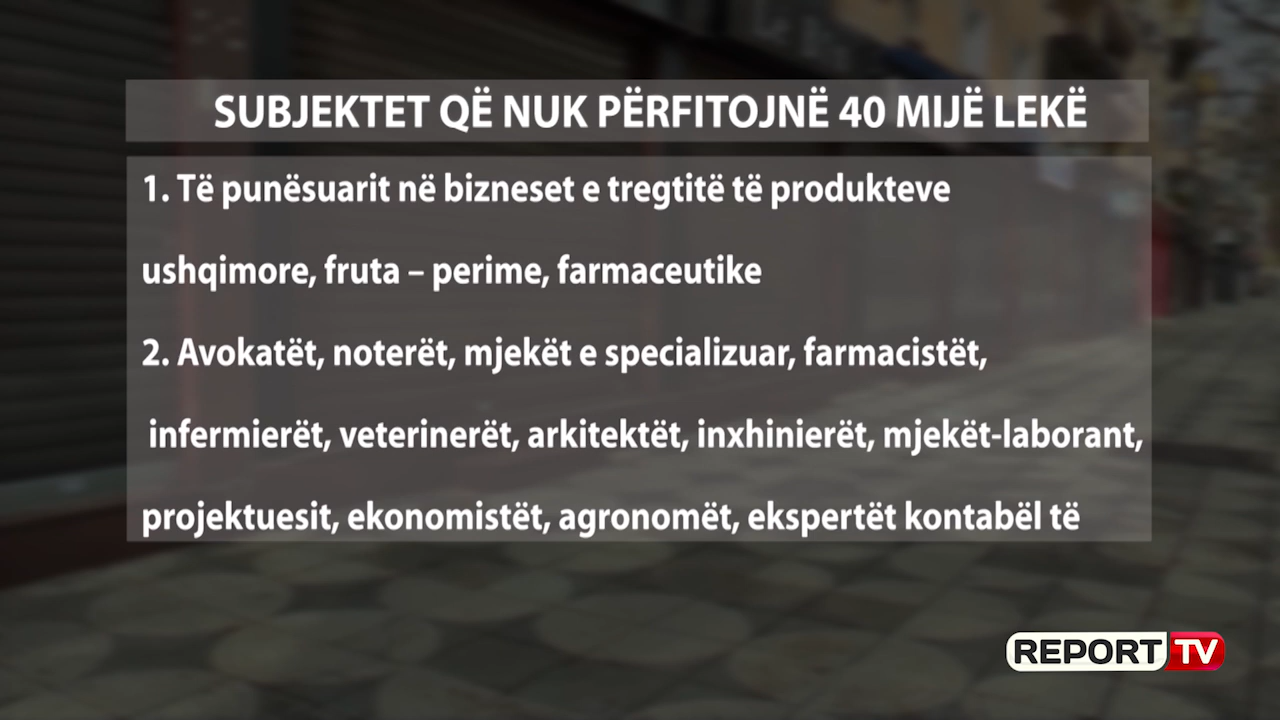 SUBJEKTET QË NUK PËRFITOJNË 40 MIJË LEKË
1. Të punësuarit në bizneset e tregtitë të produkteve
ushqimore, fruta – perime, farmaceutike
2. Avokatët, noterët, mjekët e specializuar, farmacistët,
infermierët, veterinerët, arkitektët, inxhinierët, mjekët-laborant,
projektuesit, ekonomistët, agronomët, ekspertët kontabël të
REPORT TV